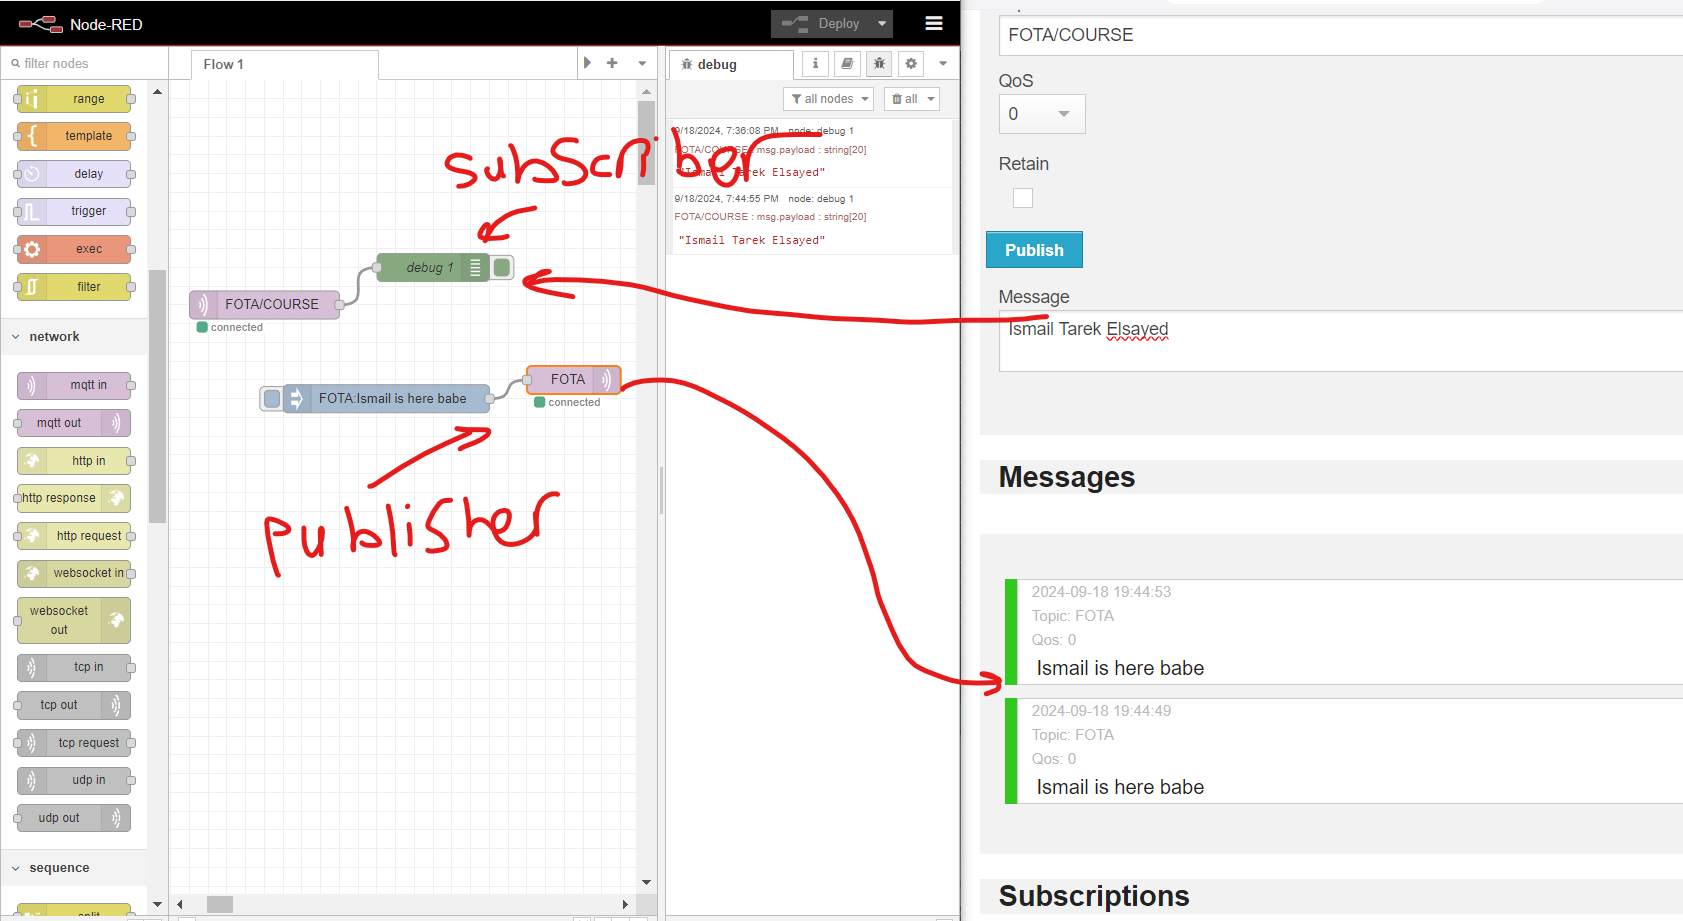 Node-RED
Deploy
filter nodes
range
template
delay
trigger
exec
filter
network
mqtt in
mqtt out
http in
http response
http request
websocket in
websocket
out
tcp in
tcp out
tcp request
udp in
udp out
sequence
split
Flow 1
subscriber
debug 1
FOTA/COURSE
connected
FOTA:Ismail is here babe
FOTA
connected
publisher
debug
all nodes
all
9/18/2024, 7:36:08 PM node: debug 1
FOTA/COURSE : msg.payload : string[20]
"Ismail Tarek Elsayed"
9/18/2024, 7:44:55 PM node: debug 1
FOTA/COURSE : msg.payload : string[20]
"Ismail Tarek Elsayed"
FOTA/COURSE
QoS
0
Retain
Publish
Message
Ismail Tarek Elsayed
Messages
2024-09-18 19:44:53
Topic: FOTA
Qos: 0
Ismail is here babe
2024-09-18 19:44:49
Topic: FOTA
Qos: 0
Ismail is here babe
Subscriptions